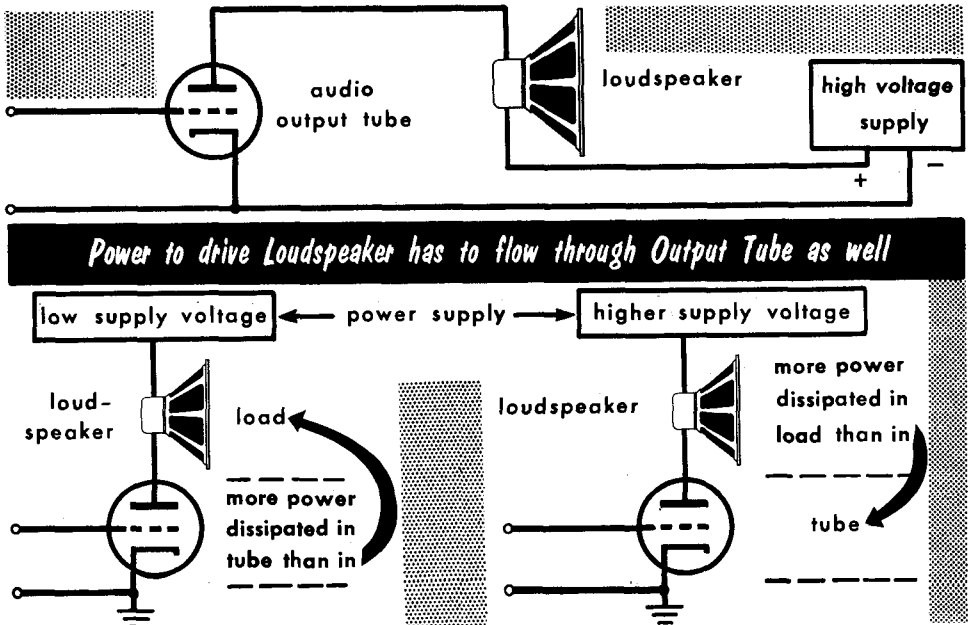 audio
output tube
loudspeaker
high voltage
supply
+
−
Power to drive Loudspeaker has to flow through Output Tube as well
low supply voltage
power supply
higher supply voltage
loud-
speaker
load
more power
dissipated in
tube than in
loudspeaker
more power
dissipated in
load than in
tube